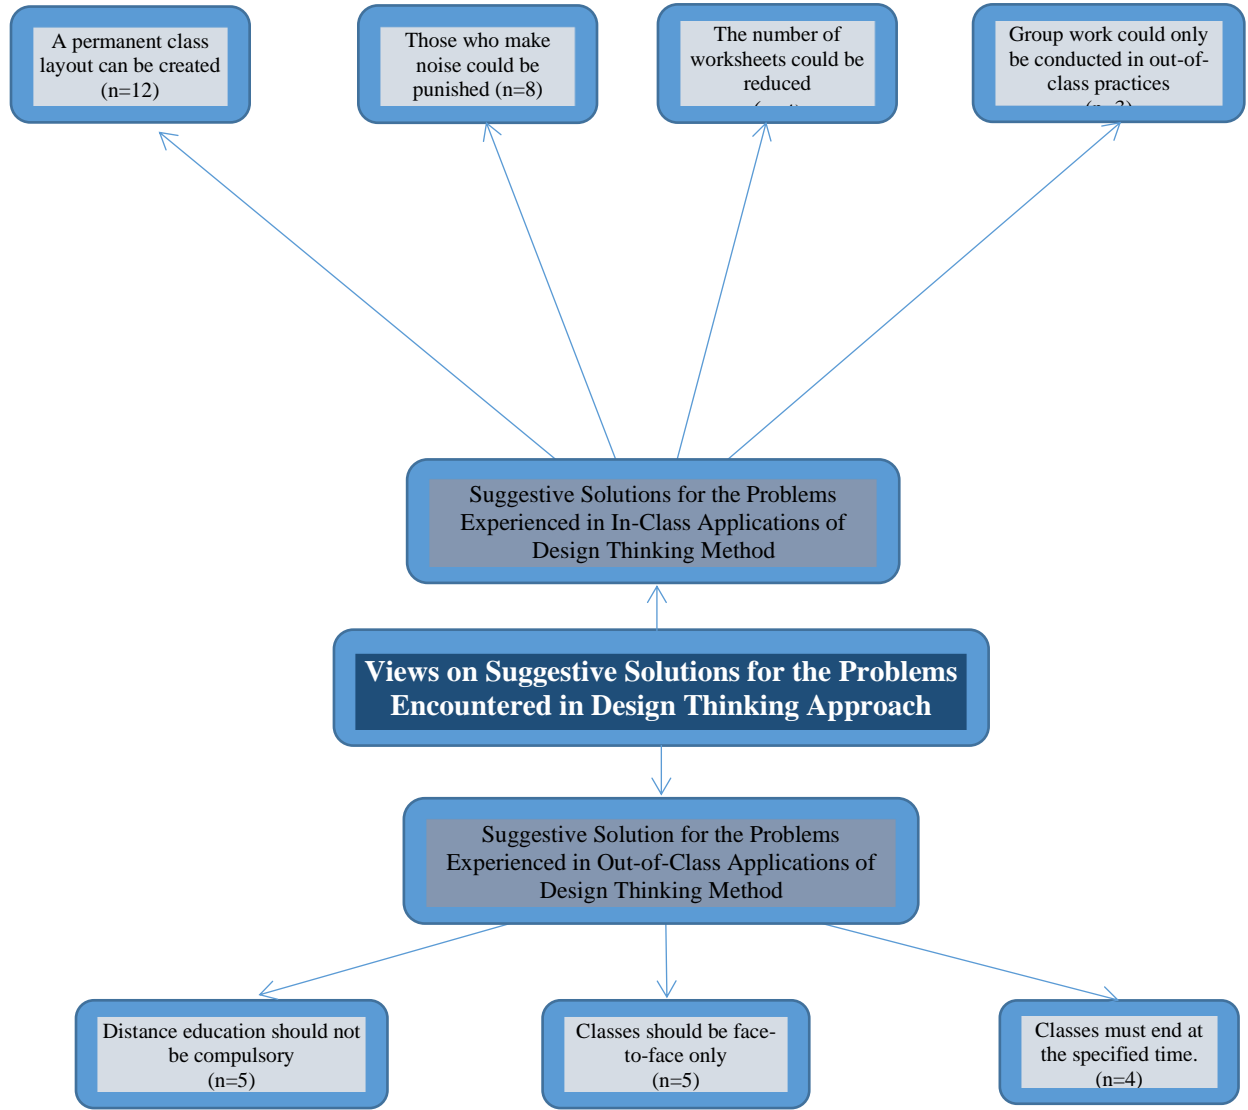 A permanent class
layout can be created
(n=12)
Those who make
noise could be
punished (n=8)
The number of
worksheets could be
reduced
Group work could only
be conducted in out-of-
class practices
Suggestive Solutions for the Problems
Experienced in In-Class Applications of
Design Thinking Method
Views on Suggestive Solutions for the Problems
Encountered in Design Thinking Approach
Suggestive Solution for the Problems
Experienced in Out-of-Class Applications of
Design Thinking Method
Distance education should not
be compulsory
(n=5)
Classes should be face-
to-face only
(n=5)
Classes must end at
the specified time.
(n=4)